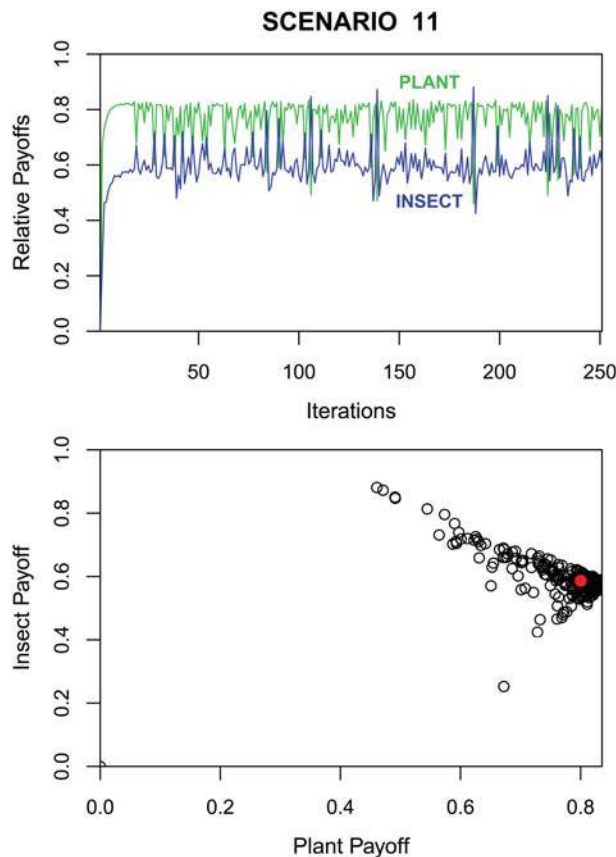 SCENARIO 11
Relative Payoffs
1.0
0.8
0.6
0.4
0.2
0.0
PLANT
INSECT
50 100 150 200 250
Iterations
Insect Payoff
1.0
0.8
0.6
0.4
0.2
0.0
0.0 0.2 0.4 0.6 0.8
Plant Payoff